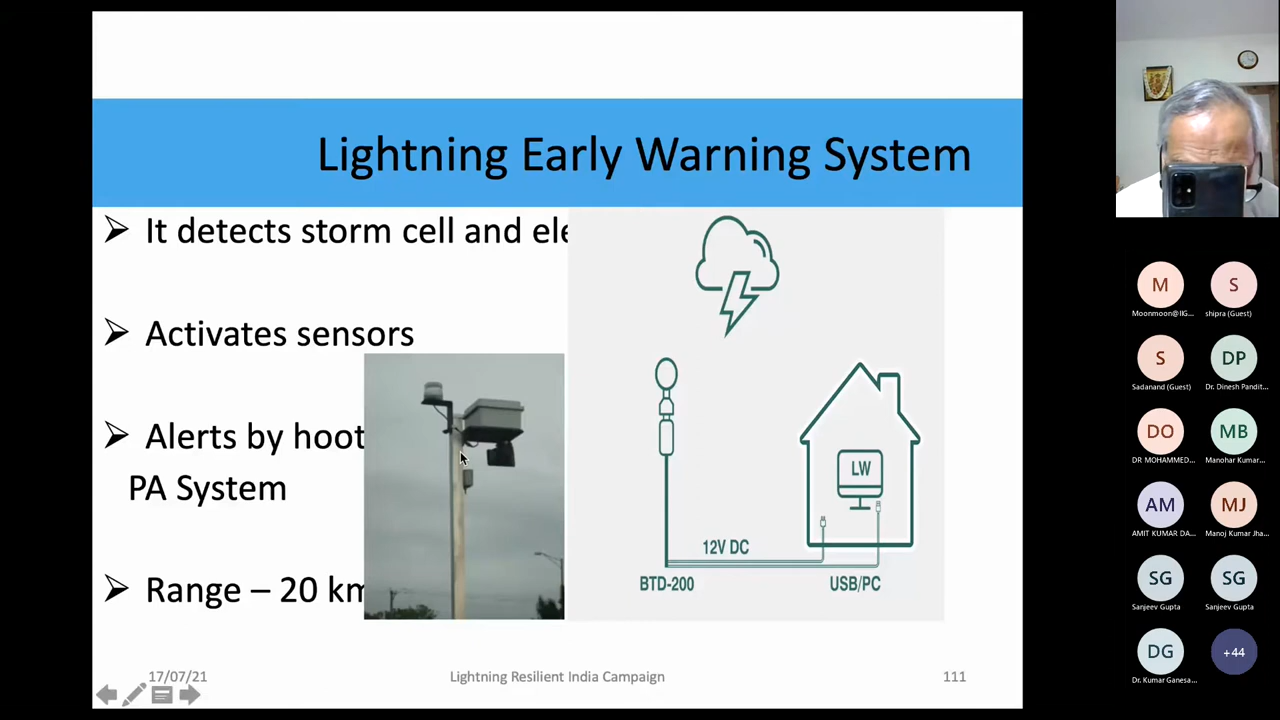 Lightning Early Warning System
➢ It detects storm cell and ele
➢ Activates sensors
➢ Alerts by hoot
PA System
➢ Range – 20 km
LW
12V DC
BTD-200
USB/PC
17/07/21
Lightning Resilient India Campaign
111
M
S
Moonmoon@IIG...
shipra (Guest)
S
DP
Sadanand (Guest)
Dr. Dinesh Pandit...
DO
MB
DR MOHAMMED...
Manohar Kumar...
AM
MJ
AMIT KUMAR DA...
Manoj Kumar Jha...
SG
SG
Sanjeev Gupta
Sanjeev Gupta
DG
+44
Dr. Kumar Ganesa...